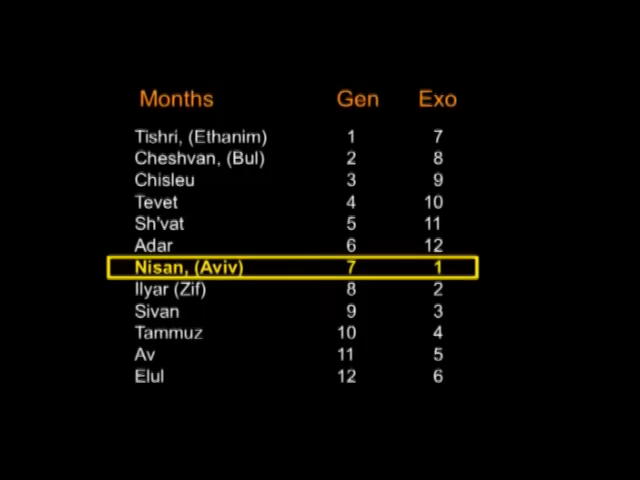 Months Gen Exo
Tishri, (Ethanim) 1 7
Cheshvan, (Bul) 2 8
Chisleu 3 9
Tevet 4 10
Sh'vat 5 11
Adar 6 12
Nisan, (Aviv) 7 1
Ilyar (Zif) 8 2
Sivan 9 3
Tammuz 10 4
Av 11 5
Elul 12 6